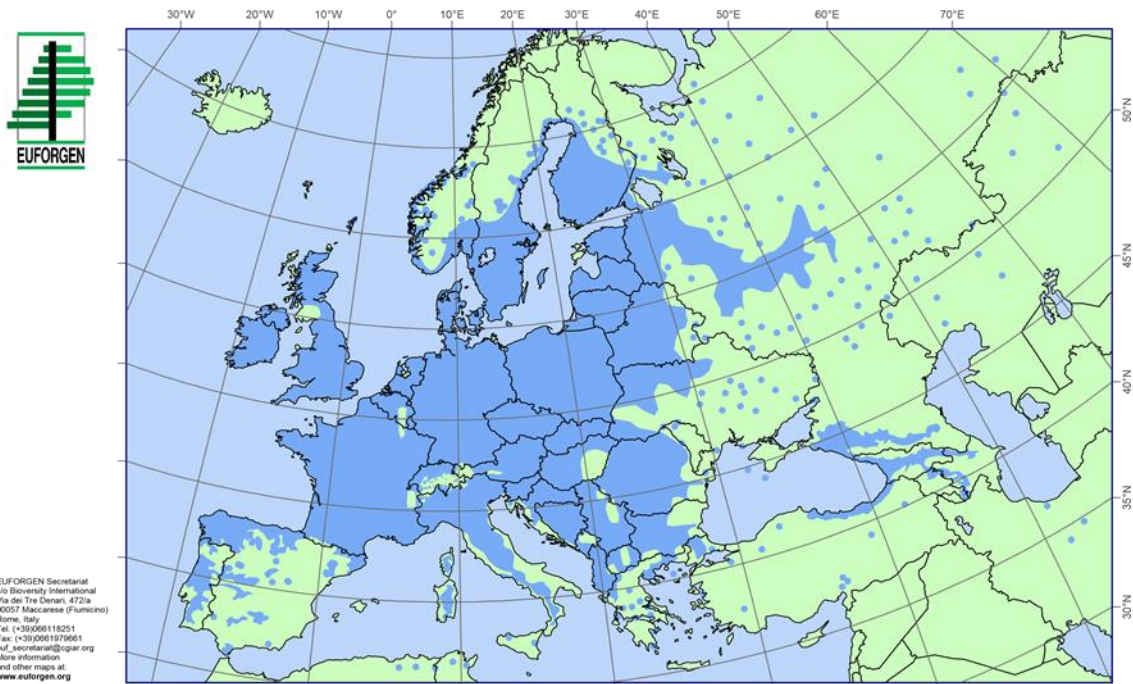 30°W 20°W 10°W 0° 10°E 20°E 30°E 40°E 50°E 60°E 70°E
EUFORGEN
50°N
45°N
40°N
35°N
30°N
EUFORGEN Secretariat
c/o Bioversity International
Via dei Tre Denari, 472/a
00057 Maccarese (Fiumicino)
Rome, Italy
Tel. (+39)066118251
Fax: (+39)0661979661
euf_secretariat@cgiar.org
More information
and other maps at:
www.euforgen.org